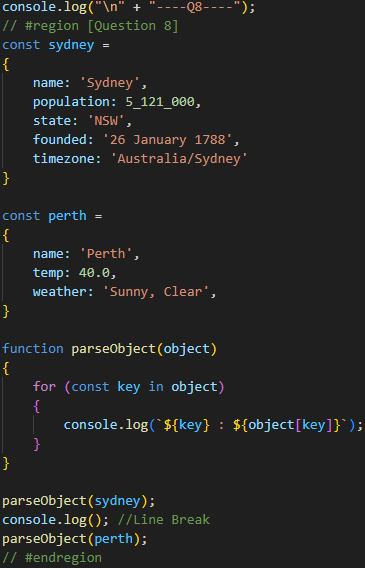 console.log("\n" + "----Q8----");
// #region [Question 8]
const sydney =
{
    name: 'Sydney',
    population: 5_121_000,
    state: 'NSW',
    founded: '26 January 1788',
    timezone: 'Australia/Sydney'
}

const perth =
{
    name: 'Perth',
    temp: 40.0,
    weather: 'Sunny, Clear',
}

function parseObject(object)
{
    for (const key in object)
    {
        console.log(`${key} : ${object[key]}`);
    }
}

parseObject(sydney);
console.log(); //Line Break
parseObject(perth);
// #endregion